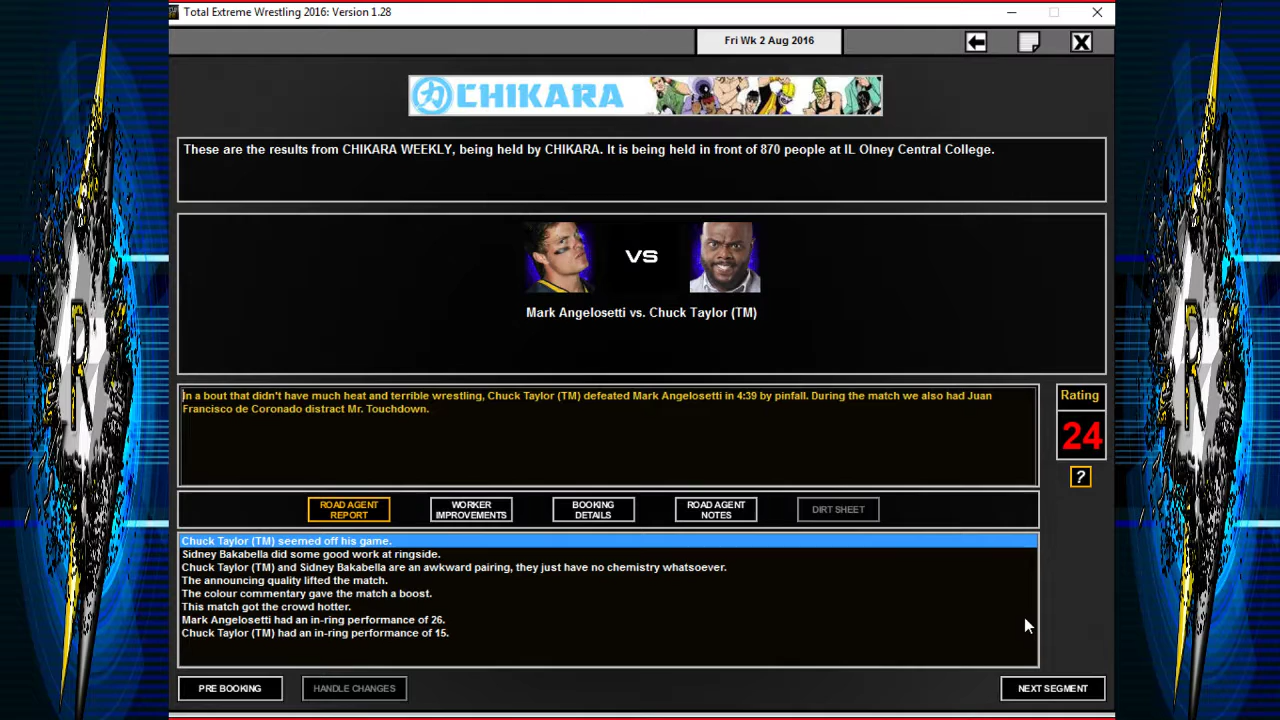 Total Extreme Wrestling 2016: Version 1.28
Fri Wk 2 Aug 2016
力 CHIKARA
These are the results from CHIKARA WEEKLY, being held by CHIKARA. It is being held in front of 870 people at IL Olney Central College.
VS
Mark Angelosetti vs. Chuck Taylor (TM)
In a bout that didn't have much heat and terrible wrestling, Chuck Taylor (TM) defeated Mark Angelosetti in 4:39 by pinfall. During the match we also had Juan
Francisco de Coronado distract Mr. Touchdown.
Rating
24
?
ROAD AGENT
REPORT
WORKER
IMPROVEMENTS
BOOKING
DETAILS
ROAD AGENT
NOTES
DIRT SHEET
Chuck Taylor (TM) seemed off his game.
Sidney Bakabella did some good work at ringside.
Chuck Taylor (TM) and Sidney Bakabella are an awkward pairing, they just have no chemistry whatsoever.
The announcing quality lifted the match.
The colour commentary gave the match a boost.
This match got the crowd hotter.
Mark Angelosetti had an in-ring performance of 26.
Chuck Taylor (TM) had an in-ring performance of 15.
PRE BOOKING
HANDLE CHANGES
NEXT SEGMENT
R
R